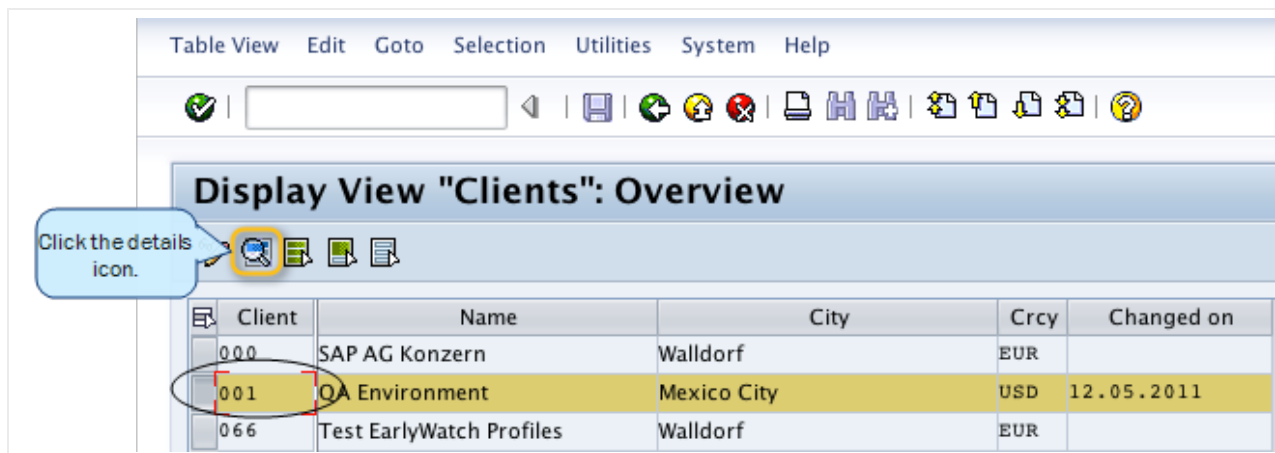 Table View Edit Goto Selection Utilities System Help
Display View "Clients": Overview
Click the details
icon.
Client Name City Crcy Changed on
000 SAP AG Konzern Walldorf EUR
001 QA Environment Mexico City USD 12.05.2011
066 Test EarlyWatch Profiles Walldorf EUR